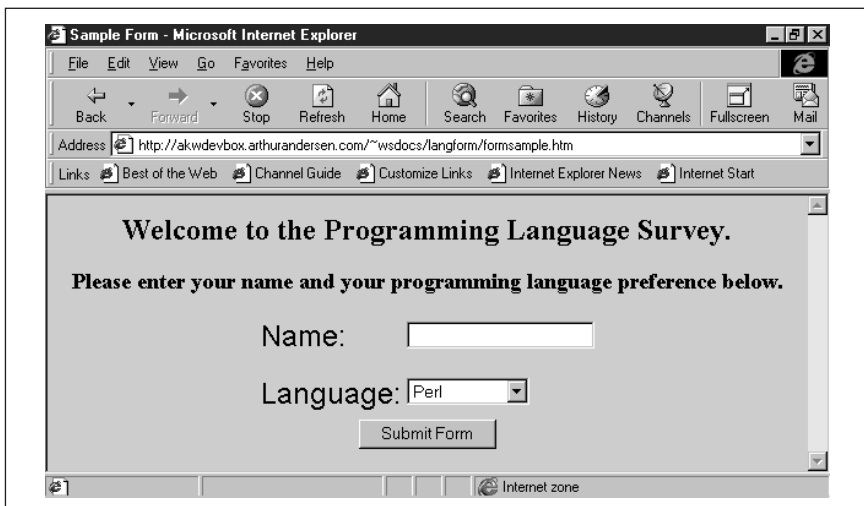 Sample Form - Microsoft Internet Explorer
File Edit View Go Favorites Help
Back Forward Stop Refresh Home Search Favorites History Channels Fullscreen Mail
Address http://akwdevbox.arthurandersen.com/~wsdocs/langform/formsample.htm
Links Best of the Web Channel Guide Customize Links Internet Explorer News Internet Start
Welcome to the Programming Language Survey.
Please enter your name and your programming language preference below.
Name:
Language: Perl
Submit Form
Internet zone